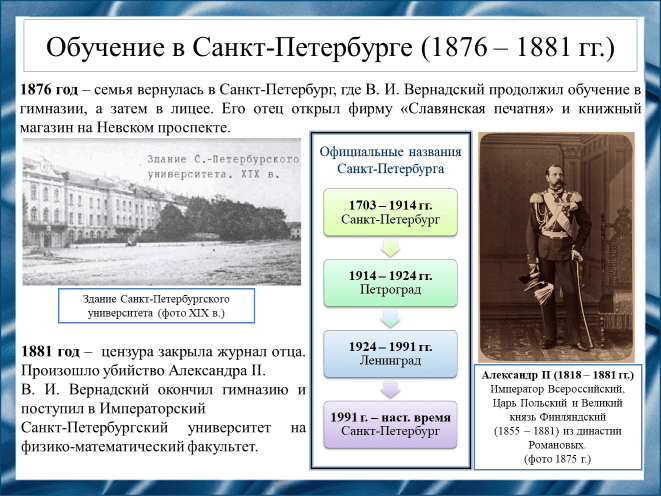 Обучение в Санкт-Петербурге (1876 – 1881 гг.)
1876 год – семья вернулась в Санкт-Петербург, где В. И. Вернадский продолжил обучение в
гимназии, а затем в лицее. Его отец открыл фирму «Славянская печатня» и книжный
магазин на Невском проспекте.
Здание С.-Петербургского
университета. XIX в.
Здание Санкт-Петербургского
университета (фото XIX в.)
1881 год – цензура закрыла журнал отца.
Произошло убийство Александра II.
В. И. Вернадский окончил гимназию и
поступил в Императорский
Санкт-Петербургский университет на
физико-математический факультет.
Официальные названия
Санкт-Петербурга
1703 – 1914 гг.
Санкт-Петербург
1914 – 1924 гг.
Петроград
1924 – 1991 гг.
Ленинград
1991 г. – наст. время
Санкт-Петербург
Александр II (1818 – 1881 гг.)
Император Всероссийский,
Царь Польский и Великий
князь Финляндский
(1855 – 1881) из династии
Романовых.
(фото 1875 г.)